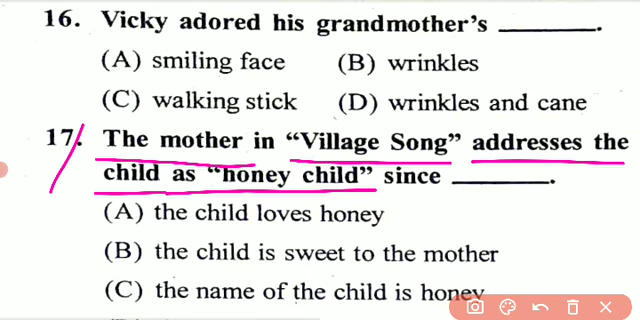 16. Vicky adored his grandmother's ________.
(A) smiling face (B) wrinkles
(C) walking stick (D) wrinkles and cane
17. The mother in “Village Song” addresses the
child as “honey child” since ________.
(A) the child loves honey
(B) the child is sweet to the mother
(C) the name of the child is honey